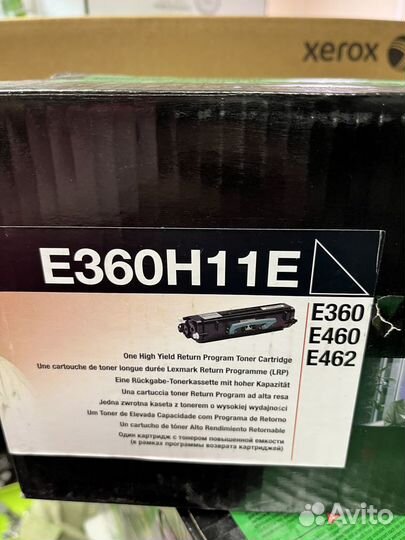 xerox
E360H11E
E360
E460
E462
One High Yield Return Program Toner Cartridge
Une cartouche de toner longue durée Lexmark Return Programme (LRP)
Eine Rückgabe-Tonerkassette mit hoher Kapazität
Una cartuccia toner Return Program ad alta resa
Jedna zwrotna kaseta z tonerem o wysokiej wydajności
Um Toner de Elevada Capacidade com Programa de Retorno
Un cartucho de tóner Alto Rendimiento Retornable
Один картридж с тонером повышенной емкости
(в рамках программы возврата картриджей)
Avito